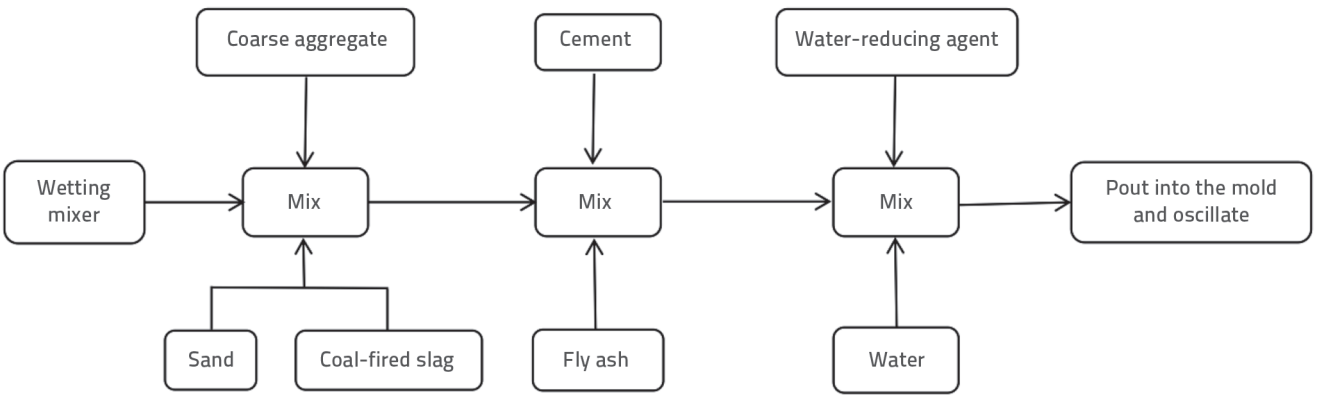 Coarse aggregate
Cement
Water-reducing agent
Wetting
mixer
Mix
Mix
Mix
Pout into the mold
and oscillate
Sand
Coal-fired slag
Fly ash
Water